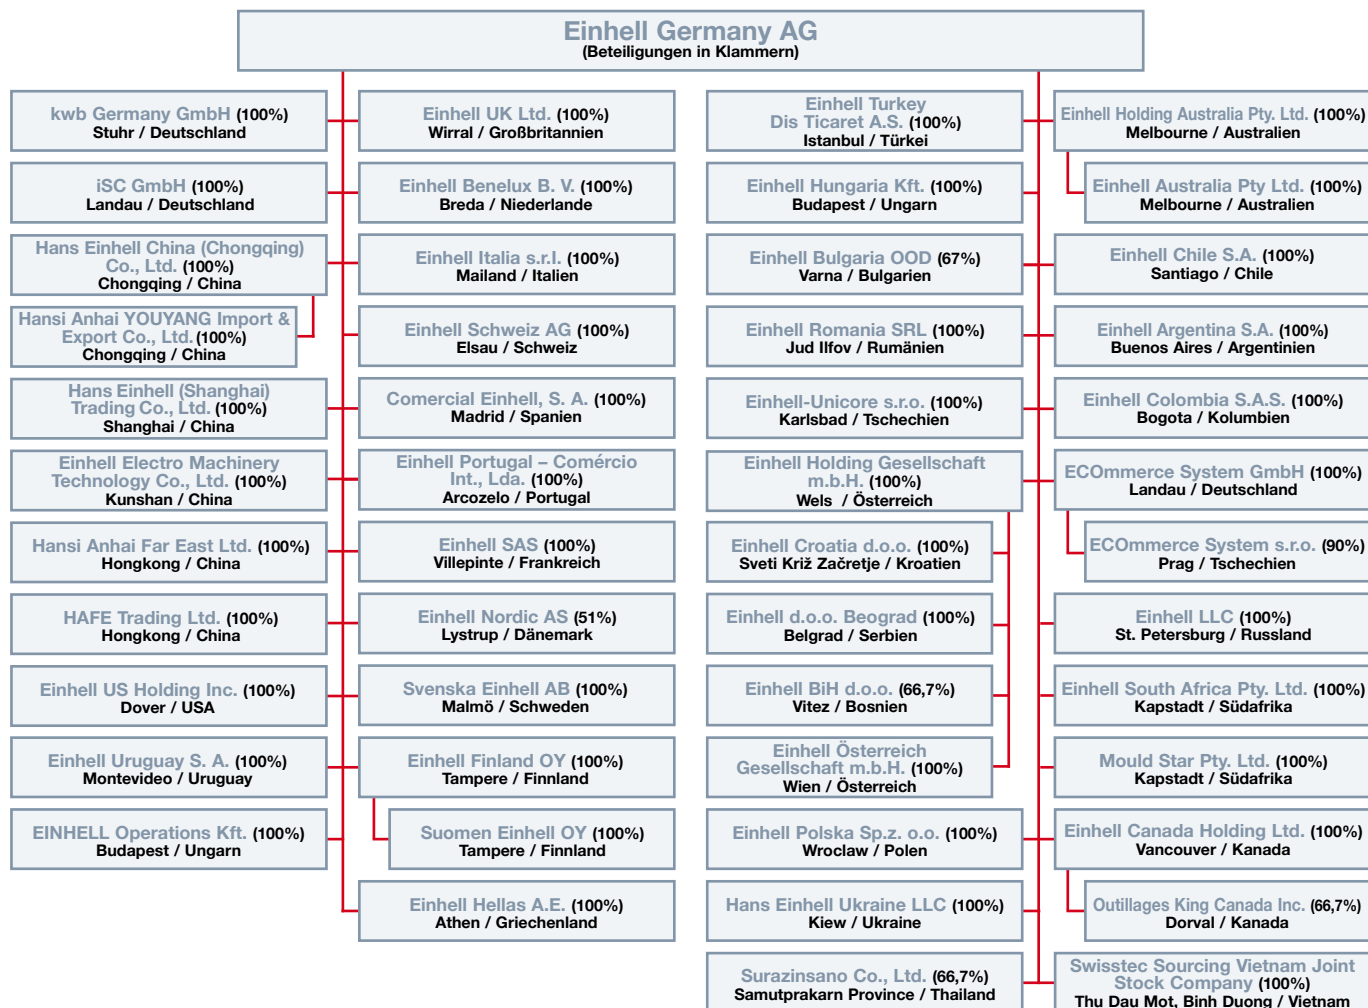 Einhell Germany AG
(Beteiligungen in Klammern)
kwb Germany GmbH (100%)
Stuhr / Deutschland
iSC GmbH (100%)
Landau / Deutschland
Hans Einhell China (Chongqing)
Co., Ltd. (100%)
Chongqing / China
Hansi Anhai YOUYANG Import &
Export Co., Ltd. (100%)
Chongqing / China
Hans Einhell (Shanghai)
Trading Co., Ltd. (100%)
Shanghai / China
Einhell Electro Machinery
Technology Co., Ltd. (100%)
Kunshan / China
Hansi Anhai Far East Ltd. (100%)
Hongkong / China
HAFE Trading Ltd. (100%)
Hongkong / China
Einhell US Holding Inc. (100%)
Dover / USA
Einhell Uruguay S. A. (100%)
Montevideo / Uruguay
EINHELL Operations Kft. (100%)
Budapest / Ungarn
Einhell UK Ltd. (100%)
Wirral / Großbritannien
Einhell Benelux B. V. (100%)
Breda / Niederlande
Einhell Italia s.r.l. (100%)
Mailand / Italien
Einhell Schweiz AG (100%)
Elsau / Schweiz
Comercial Einhell, S. A. (100%)
Madrid / Spanien
Einhell Portugal – Comércio
Int., Lda. (100%)
Arcozelo / Portugal
Einhell SAS (100%)
Villepinte / Frankreich
Einhell Nordic AS (51%)
Lystrup / Dänemark
Svenska Einhell AB (100%)
Malmö / Schweden
Einhell Finland OY (100%)
Tampere / Finnland
Suomen Einhell OY (100%)
Tampere / Finnland
Einhell Hellas A.E. (100%)
Athen / Griechenland
Einhell Turkey
Dis Ticaret A.S. (100%)
Istanbul / Türkei
Einhell Hungaria Kft. (100%)
Budapest / Ungarn
Einhell Bulgaria OOD (67%)
Varna / Bulgarien
Einhell Romania SRL (100%)
Jud Ilfov / Rumänien
Einhell-Unicore s.r.o. (100%)
Karlsbad / Tschechien
Einhell Holding Gesellschaft
m.b.H. (100%)
Wels / Österreich
Einhell Croatia d.o.o. (100%)
Sveti Križ Začretje / Kroatien
Einhell d.o.o. Beograd (100%)
Belgrad / Serbien
Einhell BiH d.o.o. (66,7%)
Vitez / Bosnien
Einhell Österreich
Gesellschaft m.b.H. (100%)
Wien / Österreich
Einhell Polska Sp.z. o.o. (100%)
Wroclaw / Polen
Hans Einhell Ukraine LLC (100%)
Kiew / Ukraine
Surazinsano Co., Ltd. (66,7%)
Samutprakarn Province / Thailand
Einhell Holding Australia Pty. Ltd. (100%)
Melbourne / Australien
Einhell Australia Pty Ltd. (100%)
Melbourne / Australien
Einhell Chile S.A. (100%)
Santiago / Chile
Einhell Argentina S.A. (100%)
Buenos Aires / Argentinien
Einhell Colombia S.A.S. (100%)
Bogota / Kolumbien
ECOmmerce System GmbH (100%)
Landau / Deutschland
ECOmmerce System s.r.o. (90%)
Prag / Tschechien
Einhell LLC (100%)
St. Petersburg / Russland
Einhell South Africa Pty. Ltd. (100%)
Kapstadt / Südafrika
Mould Star Pty. Ltd. (100%)
Kapstadt / Südafrika
Einhell Canada Holding Ltd. (100%)
Vancouver / Kanada
Outillages King Canada Inc. (66,7%)
Dorval / Kanada
Swisstec Sourcing Vietnam Joint
Stock Company (100%)
Thu Dau Mot, Binh Duong / Vietnam